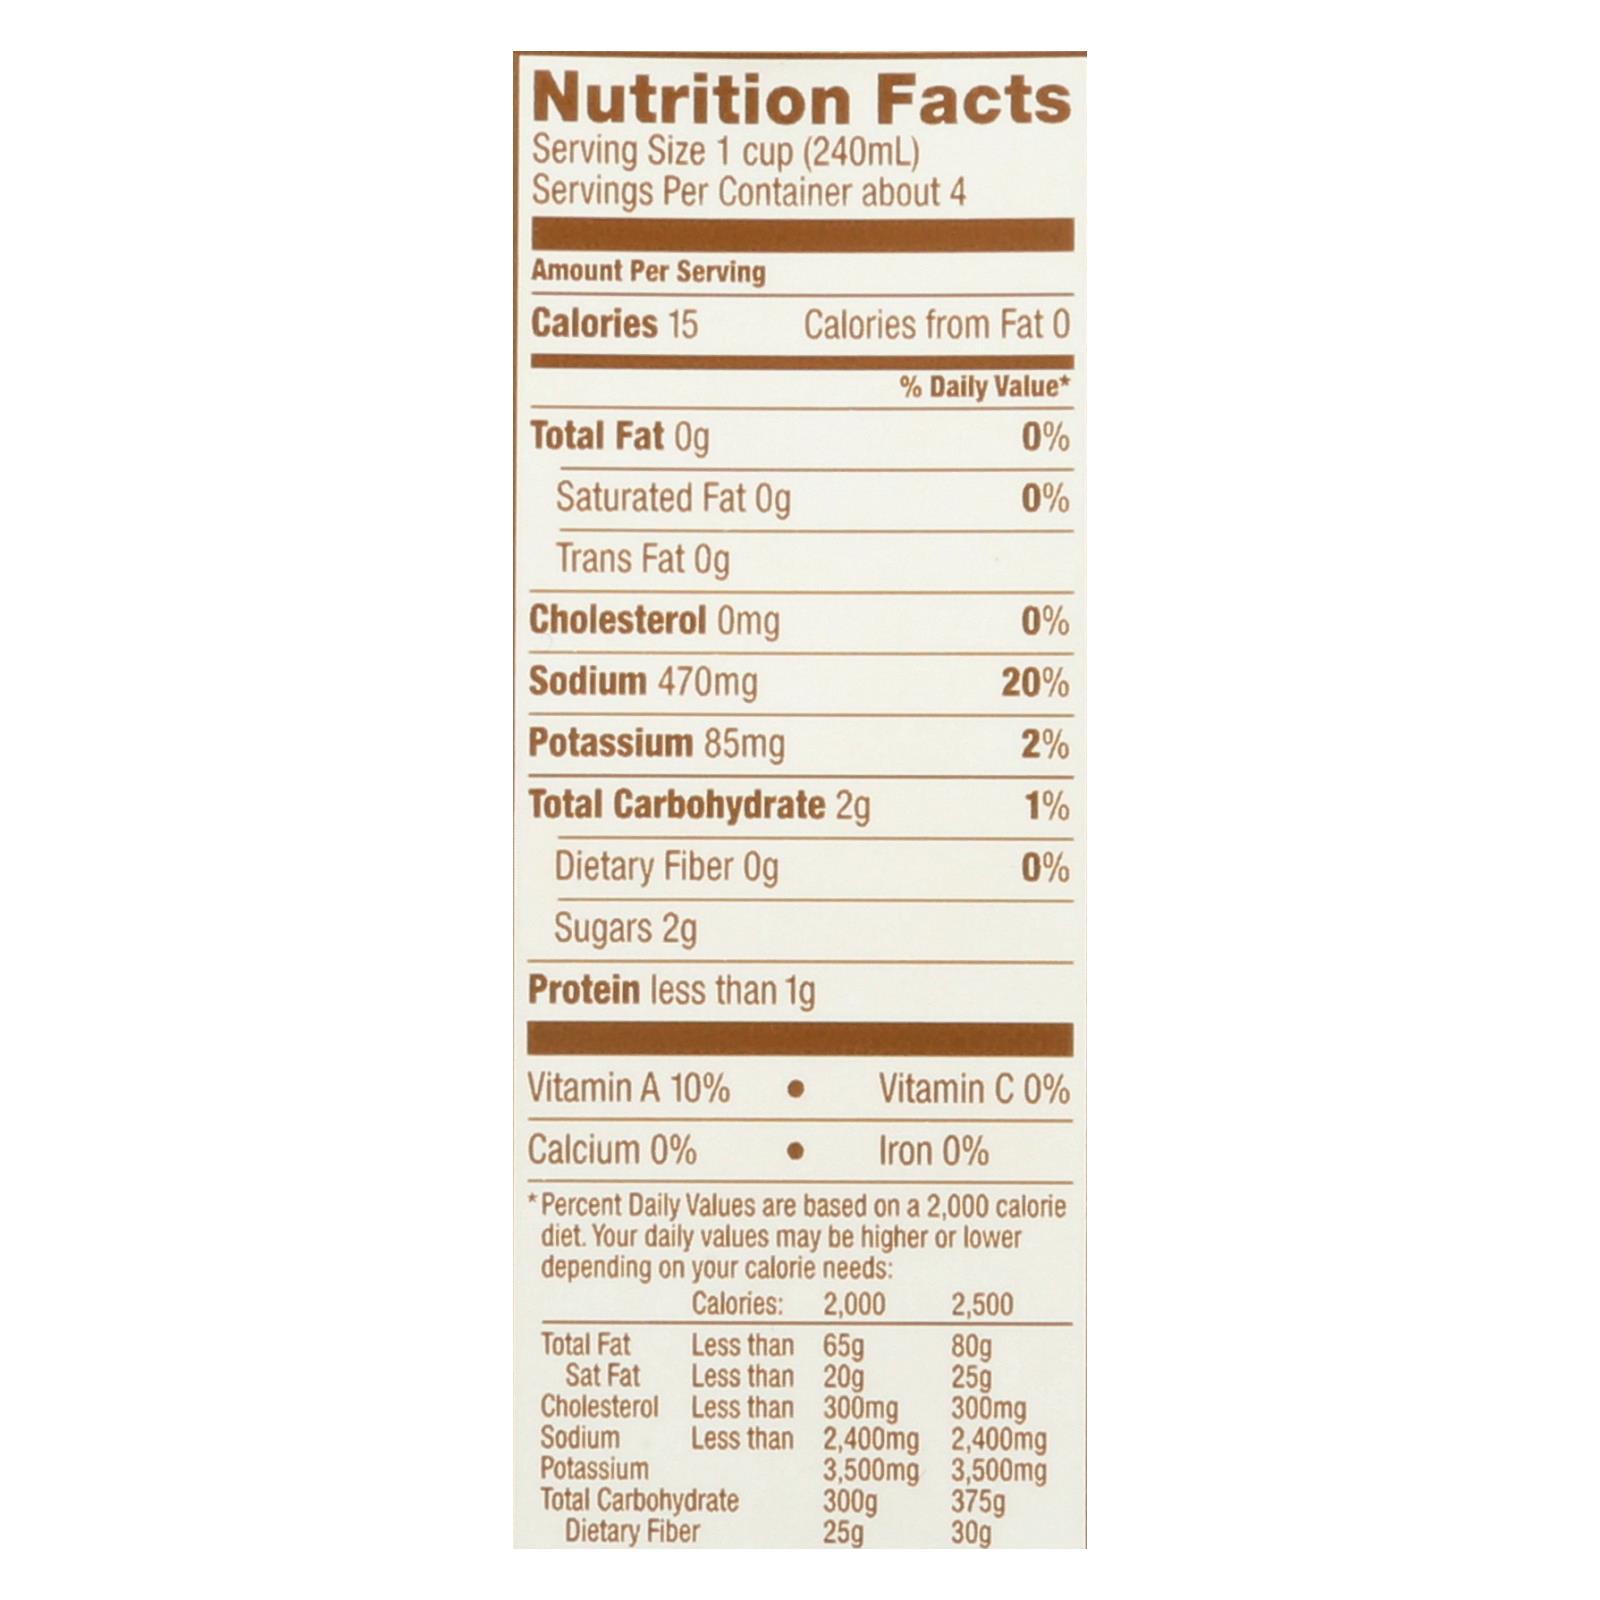 Nutrition Facts
Serving Size 1 cup (240mL)
Servings Per Container about 4
Amount Per Serving
Calories 15 Calories from Fat 0
% Daily Value*
Total Fat 0g 0%
Saturated Fat 0g 0%
Trans Fat 0g
Cholesterol 0mg 0%
Sodium 470mg 20%
Potassium 85mg 2%
Total Carbohydrate 2g 1%
Dietary Fiber 0g 0%
Sugars 2g
Protein less than 1g
Vitamin A 10% • Vitamin C 0%
Calcium 0% • Iron 0%
*Percent Daily Values are based on a 2,000 calorie
diet. Your daily values may be higher or lower
depending on your calorie needs:
Calories: 2,000 2,500
Total Fat Less than 65g 80g
Sat Fat Less than 20g 25g
Cholesterol Less than 300mg 300mg
Sodium Less than 2,400mg 2,400mg
Potassium 3,500mg 3,500mg
Total Carbohydrate 300g 375g
Dietary Fiber 25g 30g